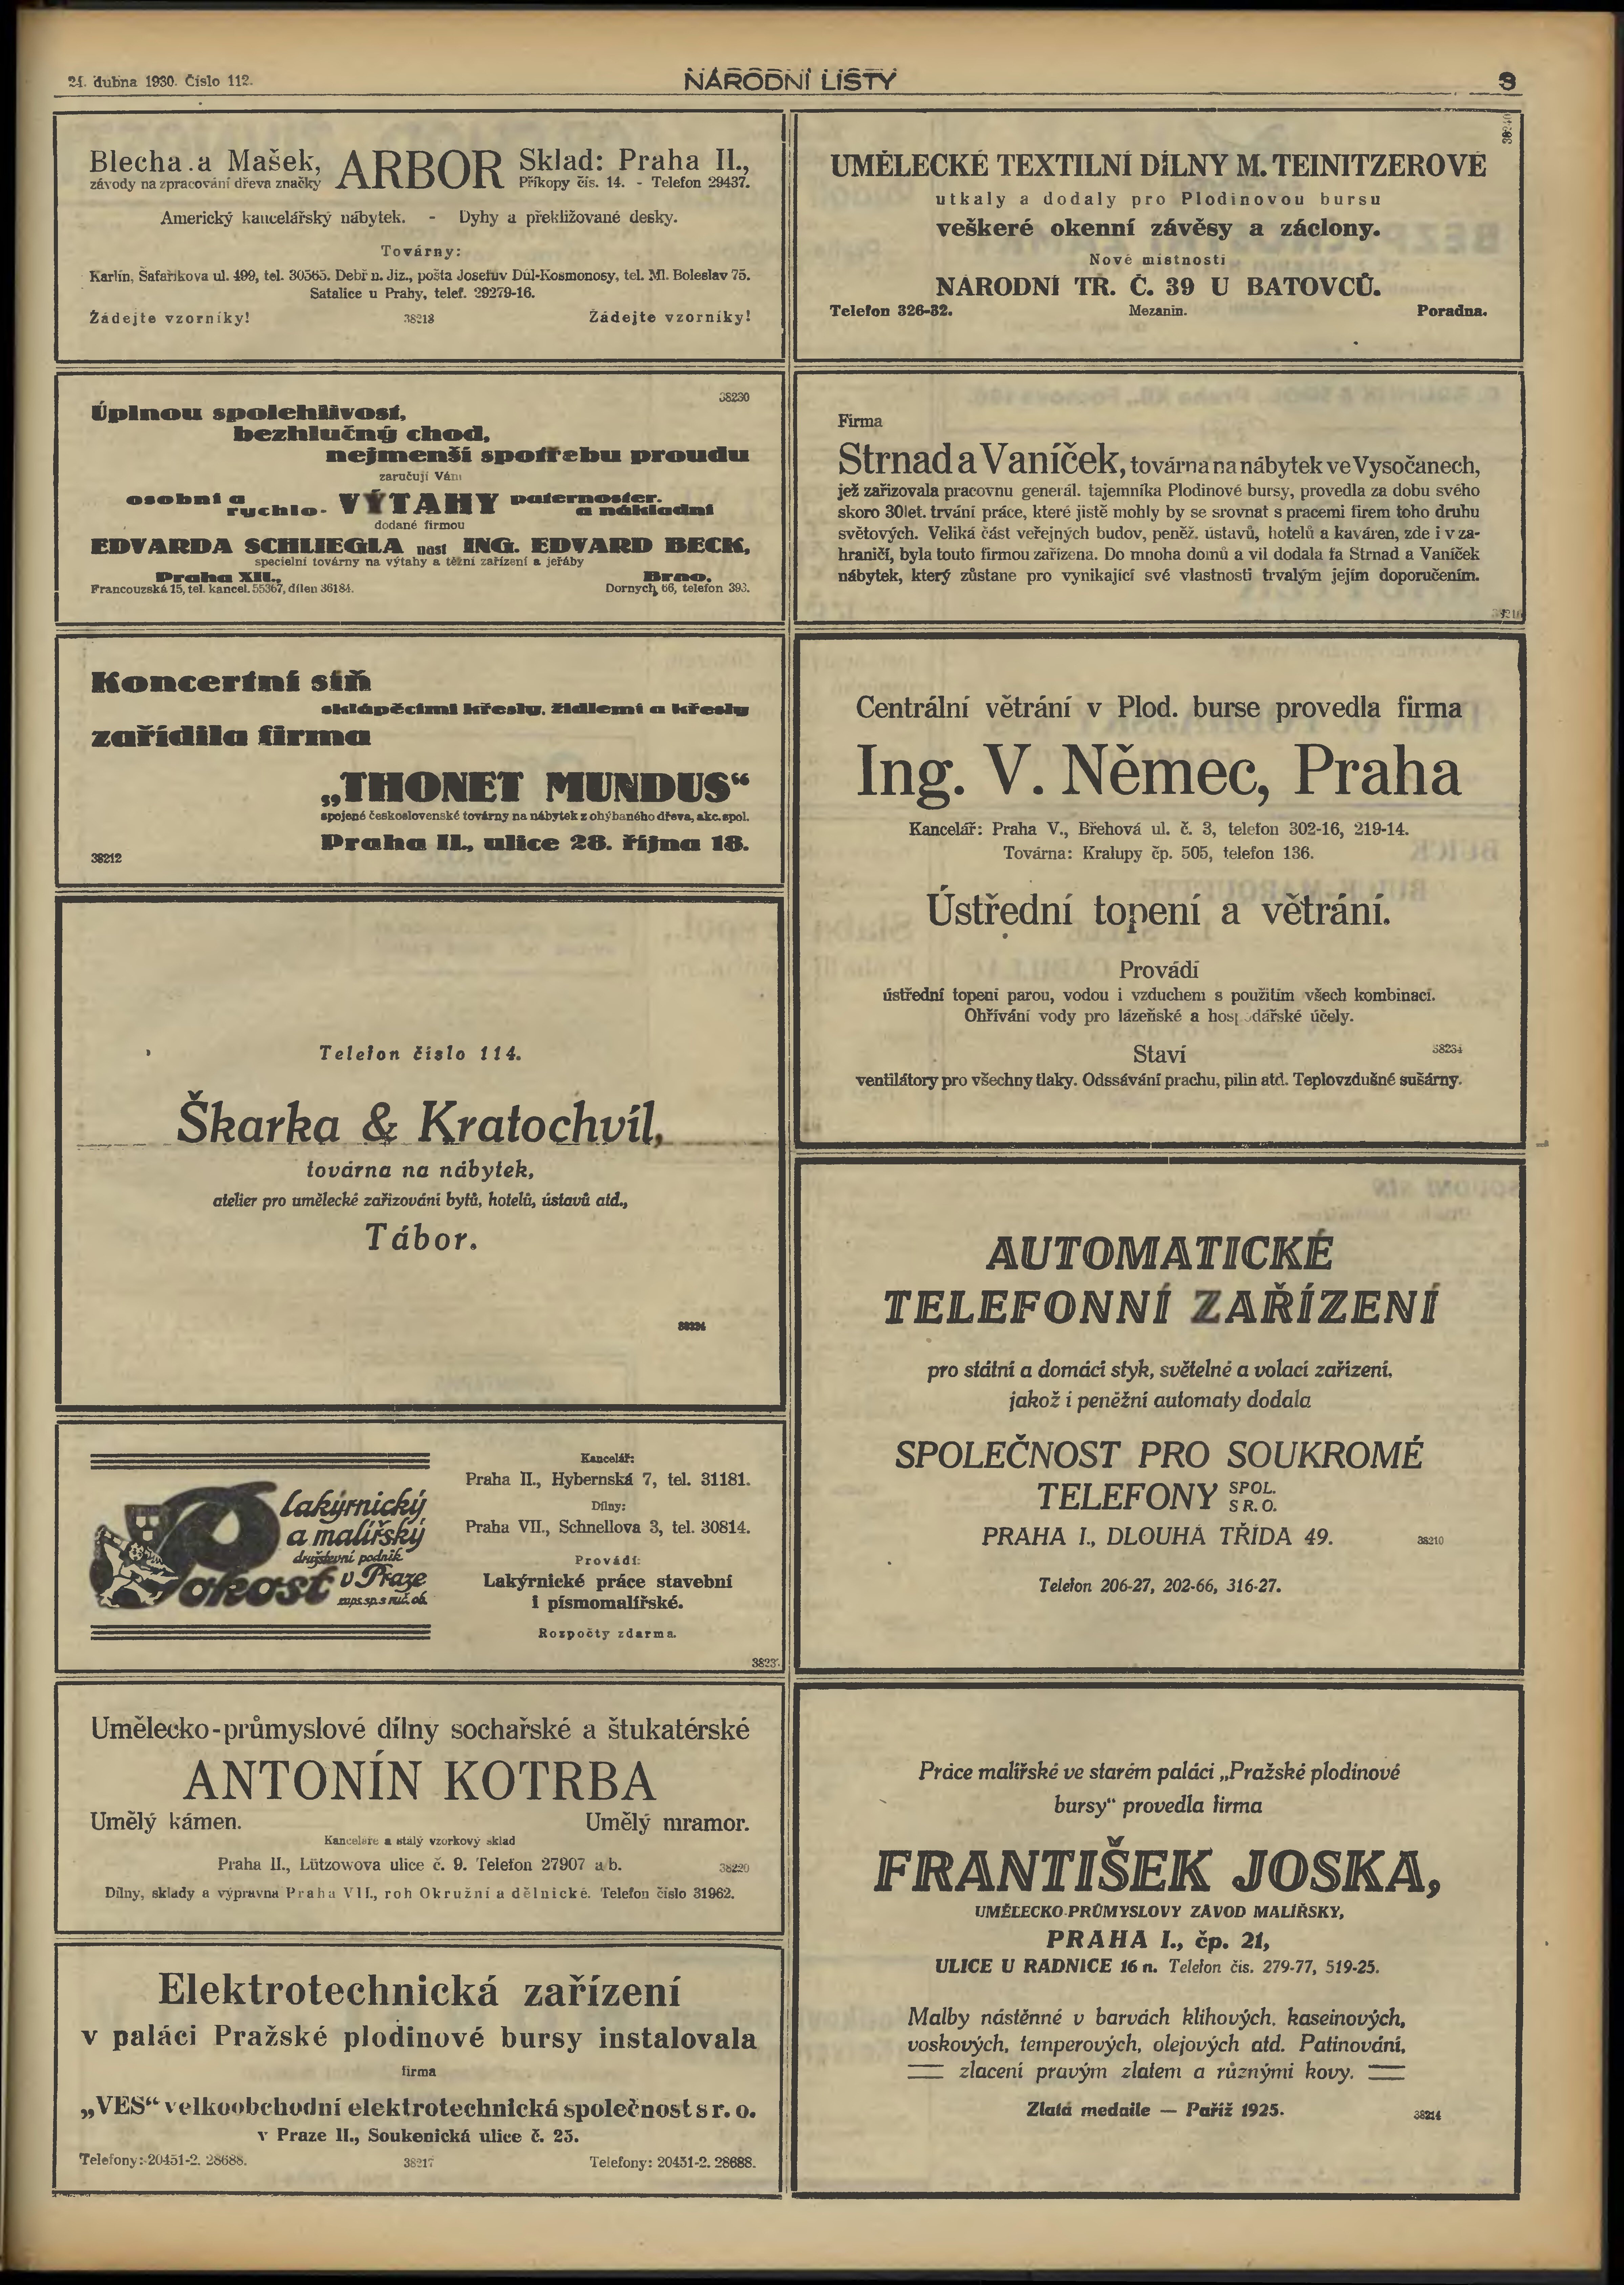 24. dubna 1930. Číslo 112.
NÁRODNÍ LISTY
3
Blecha a Mašek,
závody na zpracování dřeva značky
ARBOR
Sklad: Praha II.,
Příkopy čís. 14. - Telefon 29437.
Americký kancelářský nábytek. - Dyhy a překližované desky.
Továrny:
Karlín, Šafaříkova ul. 499, tel. 30565. Debř n. Jiz., pošta Josefův Důl-Kosmonosy, tel. Ml. Boleslav 75.
Satalice u Prahy, telef. 29279-16.
Žádejte vzorníky! 38218 Žádejte vzorníky!
38230
Úplnou spolehlivost,
bezhlučný chod,
nejmenší spotřebu proudu
zaručují Vám
osobní a
rychlo-
VÝTAHY
paternoster.
a nákladní
dodané firmou
EDVARDA SCHLIEGLA nást ING. EDVARD BECK,
specielní továrny na výtahy a těžní zařízení a jeřáby
Praha XII.,
Francouzská 15, tel. kancel. 55367, dílen 36184.
Brno,
Dornych 66, telefon 393.
Koncertní síň
sklápěcími křesly, židlemi a křesly
zařídila firma
„THONET MUNDUS“
spojené československé továrny na nábytek z ohýbaného dřeva, akc. spol.
Praha II., ulice 28. října 18.
38212
Telefon číslo 114.
Škarka & Kratochvíl,
továrna na nábytek,
atelier pro umělecké zařizování bytů, hotelů, ústavů atd.,
Tábor.
Pokost
lakýrnický
a malířský
družstevní podnik
v Praze
zaps. sp. s ruč. ob.
Kancelář:
Praha II., Hybernská 7, tel. 31181.
Dílny:
Praha VII., Schnellova 3, tel. 30814.
Provádí:
Lakýrnické práce stavební
i písmomalířské.
Rozpočty zdarma.
Umělecko-průmyslové dílny sochařské a štukatérské
ANTONÍN KOTRBA
Umělý kámen. Umělý mramor.
Kanceláře a stálý vzorkový sklad
Praha II., Lützowova ulice č. 9. Telefon 27907 a/b. 38220
Dílny, sklady a výpravna Praha VII., roh Okružní a dělnické. Telefon číslo 31962.
Elektrotechnická zařízení
v paláci Pražské plodinové bursy instalovala
firma
„VES“ velkoobchodní elektrotechnická společnost s r. o.
v Praze II., Soukenická ulice č. 25.
Telefony: 20451-2. 28688. 38217 Telefony: 20451-2. 28688.
38240
UMĚLECKÉ TEXTILNÍ DÍLNY M. TEINITZEROVÉ
utkaly a dodaly pro Plodinovou bursu
veškeré okenní závěsy a záclony.
Nové místnosti
NÁRODNÍ TŘ. Č. 39 U BATOVCŮ.
Telefon 326-32. Mezanin. Poradna.
Firma
Strnad a Vaníček, továrna na nábytek ve Vysočanech,
jež zařizovala pracovnu generál. tajemníka Plodinové bursy, provedla za dobu svého
skoro 30let. trvání práce, které jistě mohly by se srovnat s pracemi firem toho druhu
světových. Veliká část veřejných budov, peněž. ústavů, hotelů a kaváren, zde i v za-
hraničí, byla touto firmou zařízena. Do mnoha domů a vil dodala fa Strnad a Vaníček
nábytek, který zůstane pro vynikající své vlastnosti trvalým jejím doporučením.
Centrální větrání v Plod. burse provedla firma
Ing. V. Němec, Praha
Kancelář: Praha V., Břehová ul. č. 3, telefon 302-16, 219-14.
Továrna: Kralupy čp. 505, telefon 136.
Ústřední topení a větrání.
Provádí
ústřední topení parou, vodou i vzduchem s použitím všech kombinací.
Ohřívání vody pro lázeňské a hospodářské účely.
Staví
38234
ventilátory pro všechny tlaky. Odssávání prachu, pilin atd. Teplovzdušné sušárny.
AUTOMATICKÉ
TELEFONNÍ ZAŘÍZENÍ
pro státní a domácí styk, světelné a volací zařízení,
jakož i peněžní automaty dodala
SPOLEČNOST PRO SOUKROMÉ
TELEFONY SPOL. S R. O.
PRAHA I., DLOUHÁ TŘÍDA 49. 38210
Telefon 206-27, 202-66, 316-27.
Práce malířské ve starém paláci „Pražské plodinové
bursy“ provedla firma
FRANTIŠEK JOSKA,
UMĚLECKO-PRŮMYSLOVÝ ZÁVOD MALÍŘSKÝ,
PRAHA I., čp. 21,
ULICE U RADNICE 16 n. Telefon čís. 279-77, 519-25.
Malby nástěnné v barvách klihových, kaseinových,
voskových, temperových, olejových atd. Patinování,
zlacení pravým zlatem a různými kovy.
Zlatá medaile — Paříž 1925. 38214